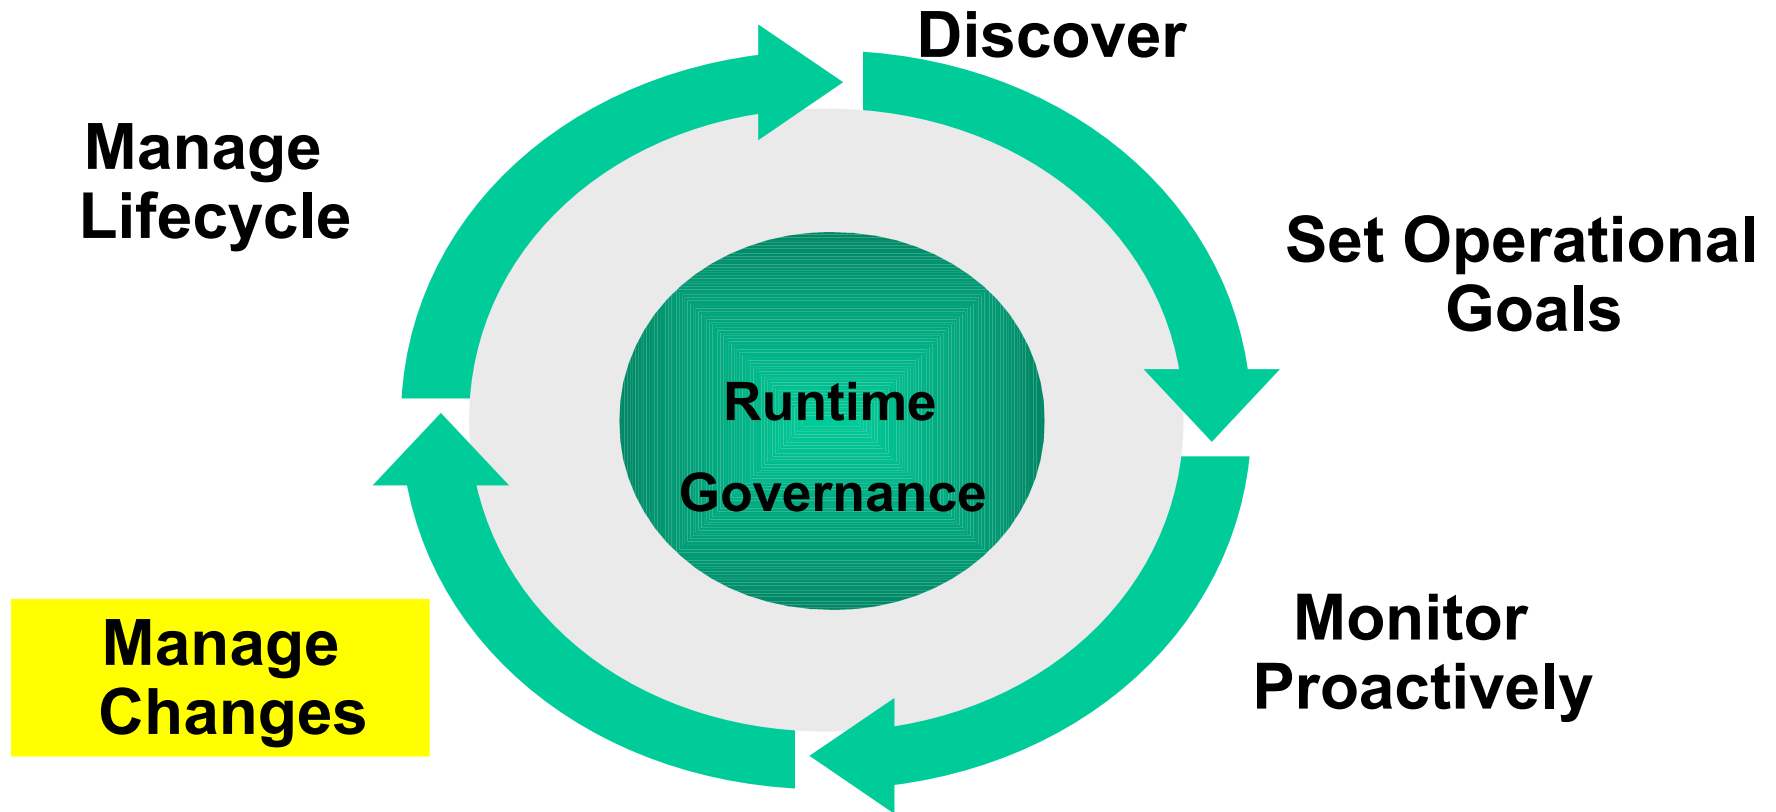 Discover
Manage
Lifecycle
Set Operational
Goals
Runtime
Governance
Monitor
Proactively
Manage
Changes